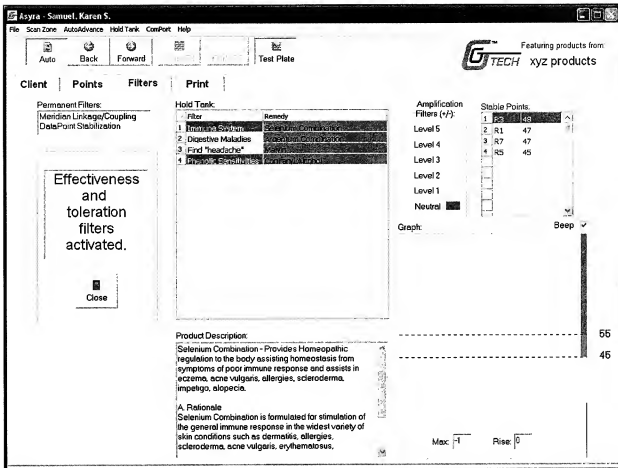 Asyra - Samuel. Karen S.
File Scan Zone AutoAdvance Hold Tank ComPort Help
Auto Back Forward Test Plate
G TECH
Featuring products from:
xyz products
Client Points Filters Print
Permanent Filters:
Meridian Linkage/Coupling
DataPoint Stabilization
Effectiveness
and
toleration
filters
activated.
Close
Hold Tank:
Filter Remedy
1 Immune System Selenium Combination
2 Digestive Maladies Selenium Combination
3 Find "headache"
4 Phenolic Sensitivities
Product Description:
Selenium Combination - Provides Homeopathic
regulation to the body assisting homeostasis from
symptoms of poor immune response and assists in
eczema, acne vulgaris, allergies, scleroderma,
impetigo, alopecia.
A. Rationale
Selenium Combination is formulated for stimulation of
the general immune response in the widest variety of
skin conditions such as dermatitis, allergies,
scleroderma, acne vulgaris, erythematosus,
Amplification
Filters (+/-):
Level 5
Level 4
Level 3
Level 2
Level 1
Neutral
Stable Points:
1 R3 48
2 R1 47
3 R7 47
4 R5 45
Graph:
Beep
55
45
Max: -1 Rise: 0